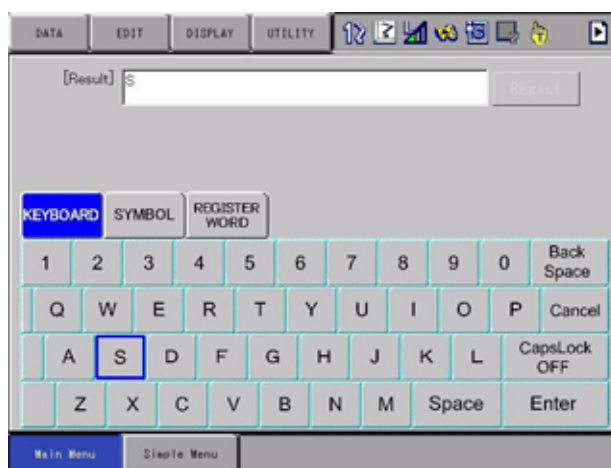 DATA EDIT DISPLAY UTILITY
[Result] S Regist
KEYBOARD SYMBOL REGISTER WORD
1 2 3 4 5 6 7 8 9 0 Back Space
Q W E R T Y U I O P Cancel
A S D F G H J K L CapsLock OFF
Z X C V B N M Space Enter
Main Menu Simple Menu